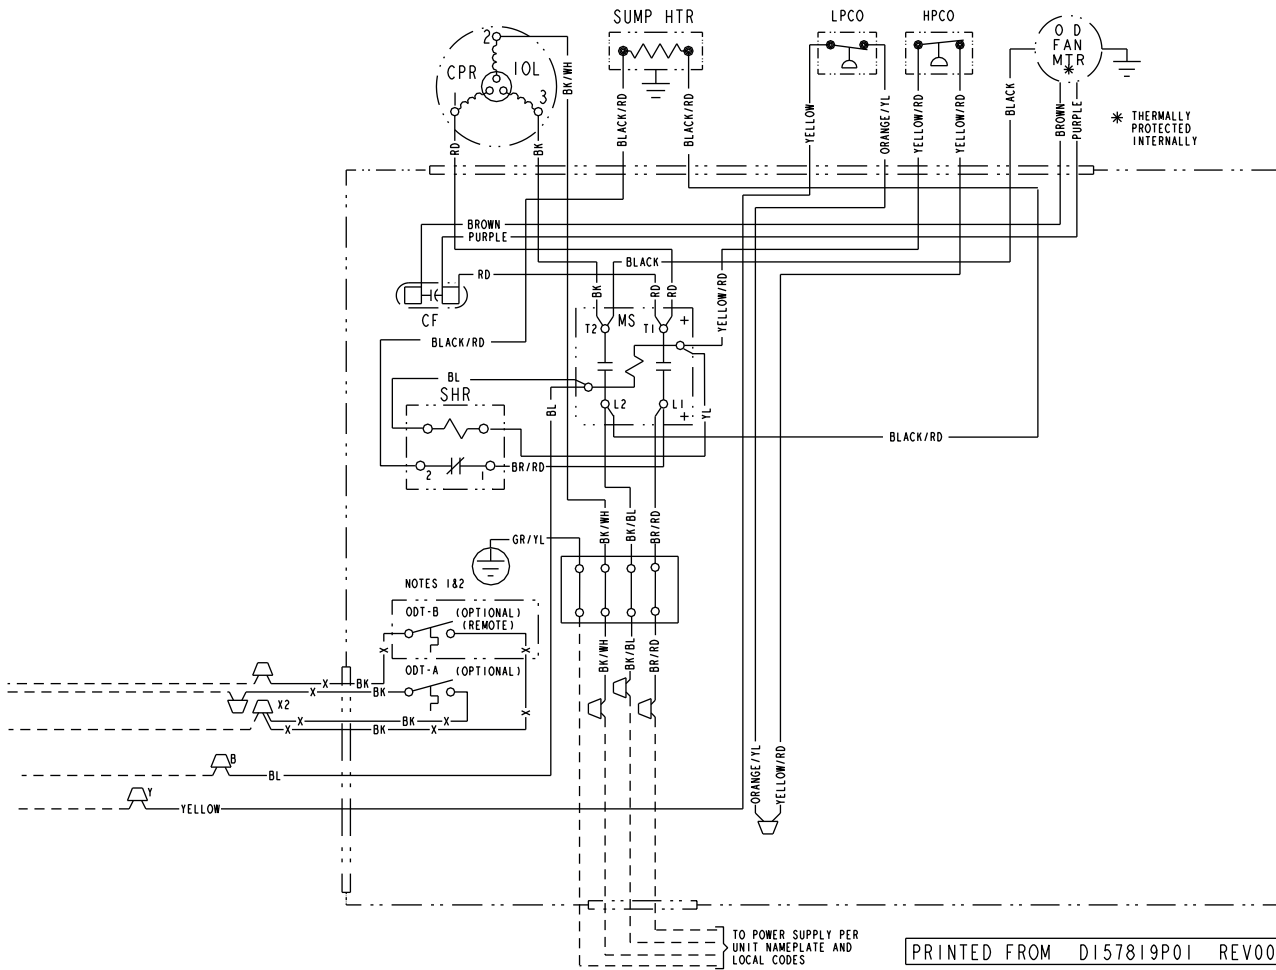 SUMP HTR
LPCO
HPCO
O D
FAN
MTR
*
2
CPR
IOL
1
3
BK/WH
BLACK/RD
BLACK/RD
YELLOW
ORANGE/YL
YELLOW/RD
YELLOW/RD
BLACK
BROWN
PURPLE
* THERMALLY
PROTECTED
INTERNALLY
RD
BK
BROWN
PURPLE
BLACK
RD
BK
RD
RD
YELLOW/RD
CF
T2
MS
T1
+
BLACK/RD
BL
SHR
BL
L2
L1
+
YL
BLACK/RD
2
1
BR/RD
BK/WH
BK/BL
BR/RD
GR/YL
NOTES 1&2
ODT-B (OPTIONAL)
(REMOTE)
X
X
BK/WH
BK/BL
BR/RD
ODT-A (OPTIONAL)
X
BK
X
BK
X2
X
BK
X
X
X
BK
X
B
BL
Y
YELLOW
ORANGE/YL
YELLOW/RD
TO POWER SUPPLY PER
UNIT NAMEPLATE AND
LOCAL CODES
PRINTED FROM D157819P01 REV00